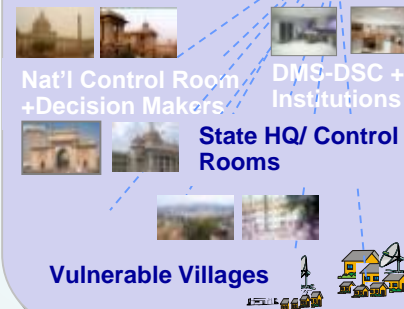 Nat'l Control Room
+Decision Makers
DMS-DSC +
Institutions
State HQ/ Control
Rooms
Vulnerable Villages